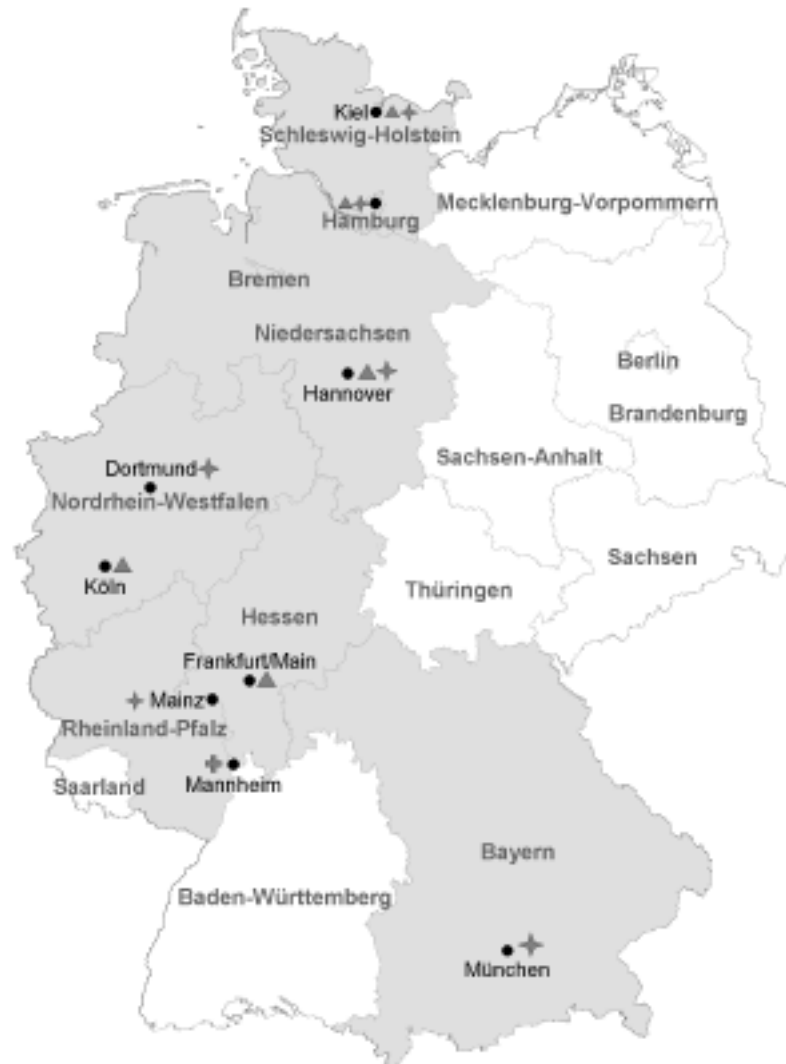 Kiel
Schleswig-Holstein
Mecklenburg-Vorpommern
Hamburg
Bremen
Niedersachsen
Berlin
Hannover
Brandenburg
Sachsen-Anhalt
Dortmund
Nordrhein-Westfalen
Sachsen
Köln
Thüringen
Hessen
Frankfurt/Main
Mainz
Rheinland-Pfalz
Saarland
Mannheim
Bayern
Baden-Württemberg
München